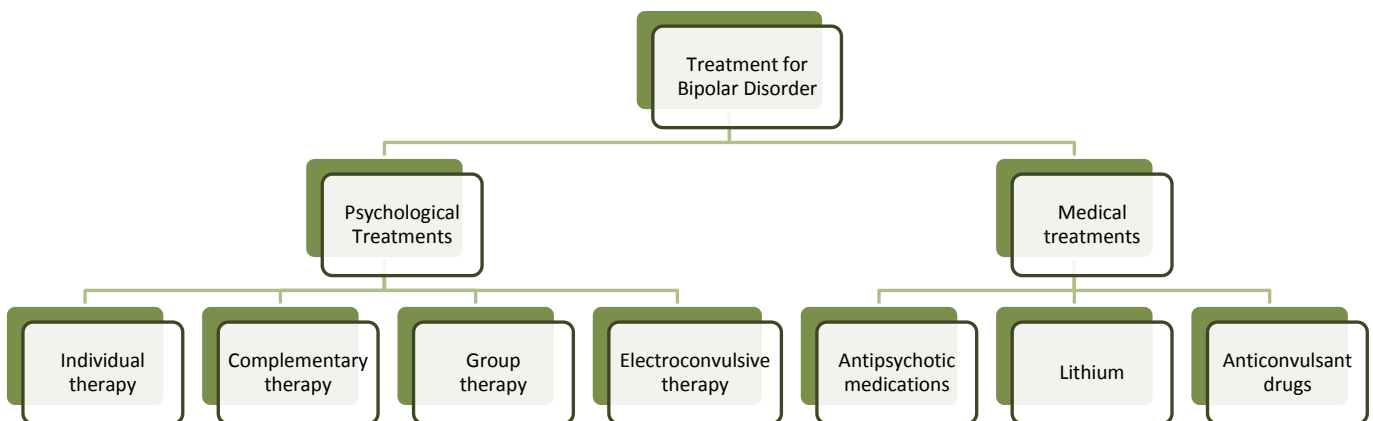 Treatment for
Bipolar Disorder
Psychological
Treatments
Medical
treatments
Individual
therapy
Complementary
therapy
Group
therapy
Electroconvulsive
therapy
Antipsychotic
medications
Lithium
Anticonvulsant
drugs